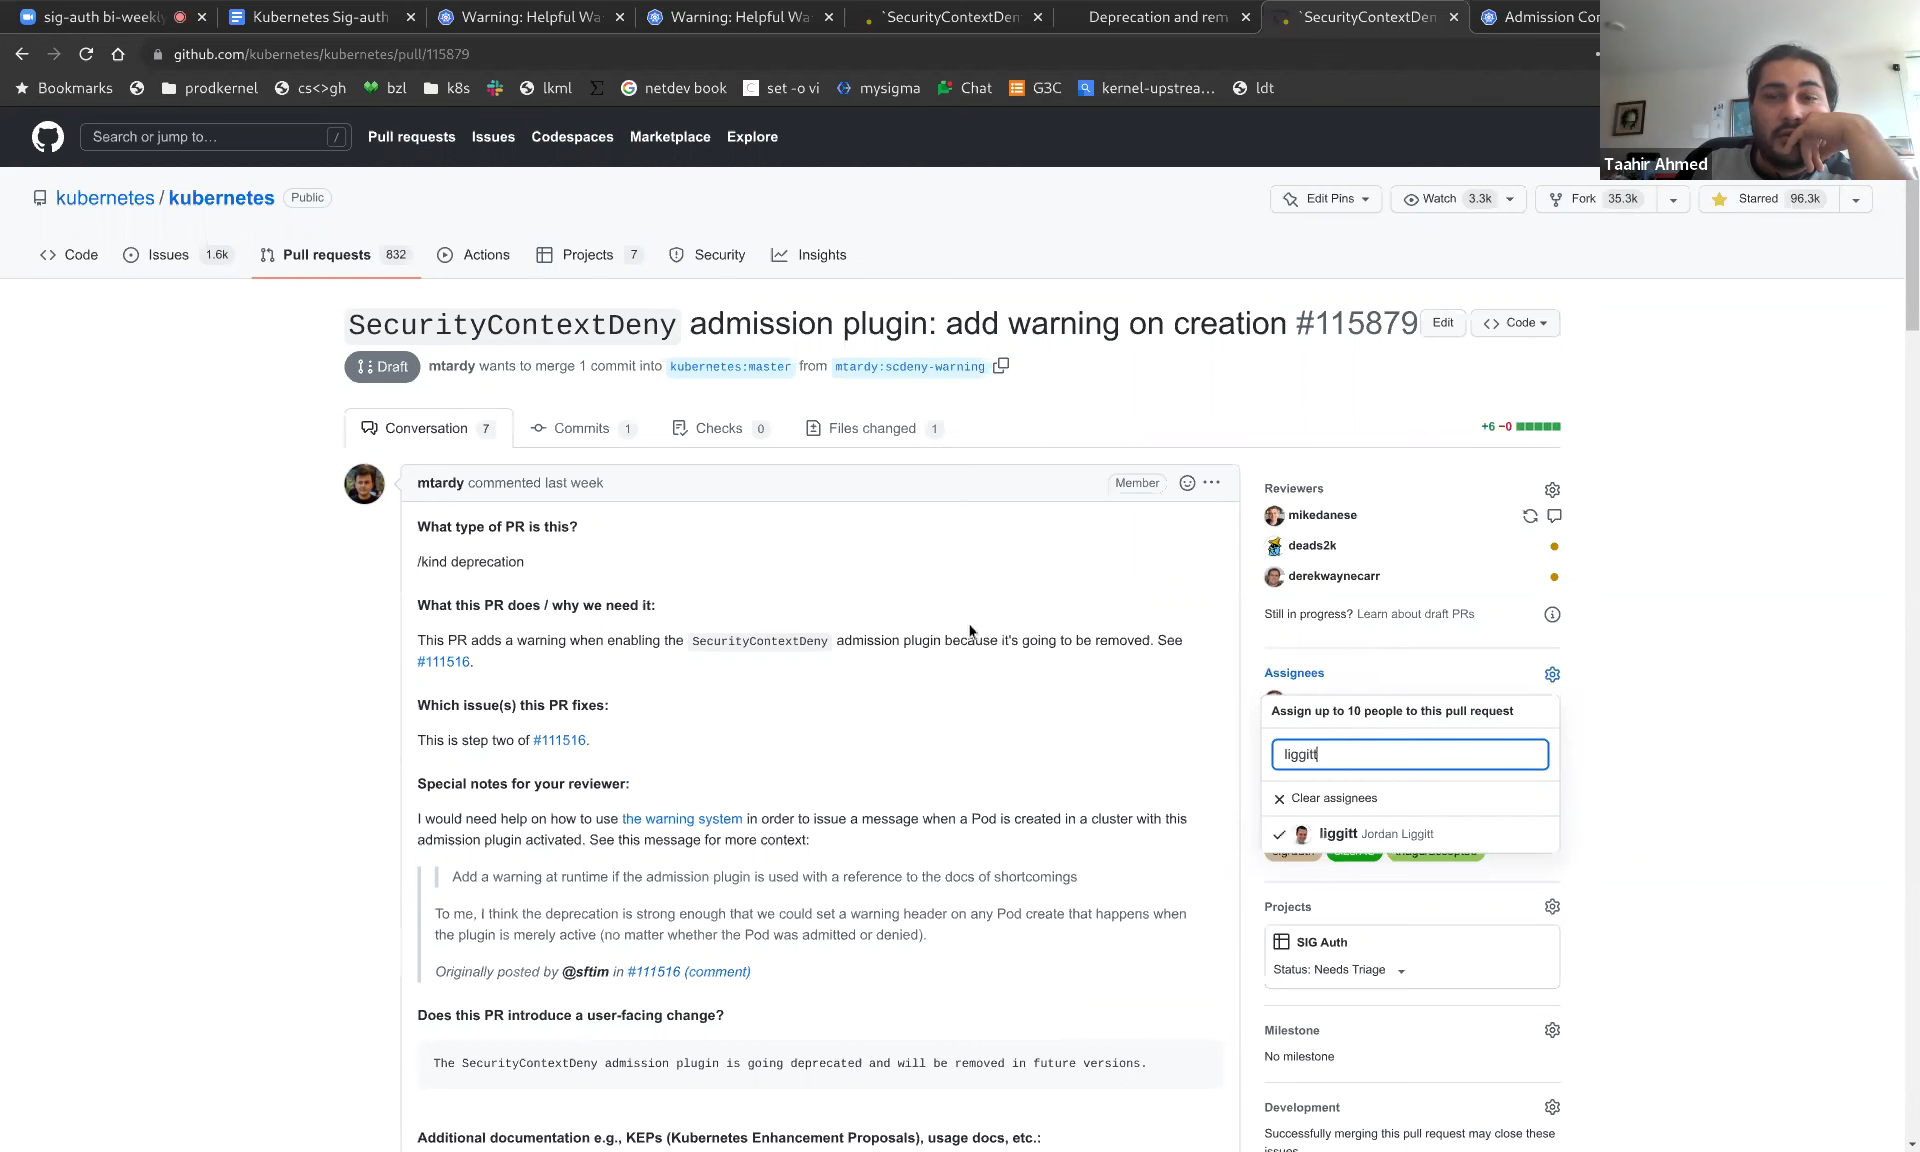 sig-auth bi-weekly
Kubernetes Sig-auth
Warning: Helpful Wa
Warning: Helpful Wa
`SecurityContextDen
Deprecation and rem
`SecurityContextDen
Admission Co
github.com/kubernetes/kubernetes/pull/115879
Bookmarks prodkernel cs<>gh bzl k8s lkml netdev book set -o vi mysigma Chat G3C kernel-upstrea... ldt
Taahir Ahmed
Search or jump to... / Pull requests Issues Codespaces Marketplace Explore
kubernetes / kubernetes Public
Edit Pins Watch 3.3k Fork 35.3k Starred 96.3k
Code Issues 1.6k Pull requests 832 Actions Projects 7 Security Insights
SecurityContextDeny admission plugin: add warning on creation #115879
Edit <> Code
Draft mtardy wants to merge 1 commit into kubernetes:master from mtardy:scdeny-warning
Conversation 7 Commits 1 Checks 0 Files changed 1
+6 −0
mtardy commented last week
Member
What type of PR is this?
/kind deprecation
What this PR does / why we need it:
This PR adds a warning when enabling the SecurityContextDeny admission plugin because it's going to be removed. See
#111516.
Which issue(s) this PR fixes:
This is step two of #111516.
Special notes for your reviewer:
I would need help on how to use the warning system in order to issue a message when a Pod is created in a cluster with this
admission plugin activated. See this message for more context:
Add a warning at runtime if the admission plugin is used with a reference to the docs of shortcomings
To me, I think the deprecation is strong enough that we could set a warning header on any Pod create that happens when
the plugin is merely active (no matter whether the Pod was admitted or denied).
Originally posted by @sftim in #111516 (comment)
Does this PR introduce a user-facing change?
The SecurityContextDeny admission plugin is going deprecated and will be removed in future versions.
Additional documentation e.g., KEPs (Kubernetes Enhancement Proposals), usage docs, etc.:
Reviewers
mikedanese
deads2k
derekwaynecarr
Still in progress? Learn about draft PRs
Assignees
Assign up to 10 people to this pull request
liggitt
Clear assignees
liggitt Jordan Liggitt
Projects
SIG Auth
Status: Needs Triage
Milestone
No milestone
Development
Successfully merging this pull request may close these